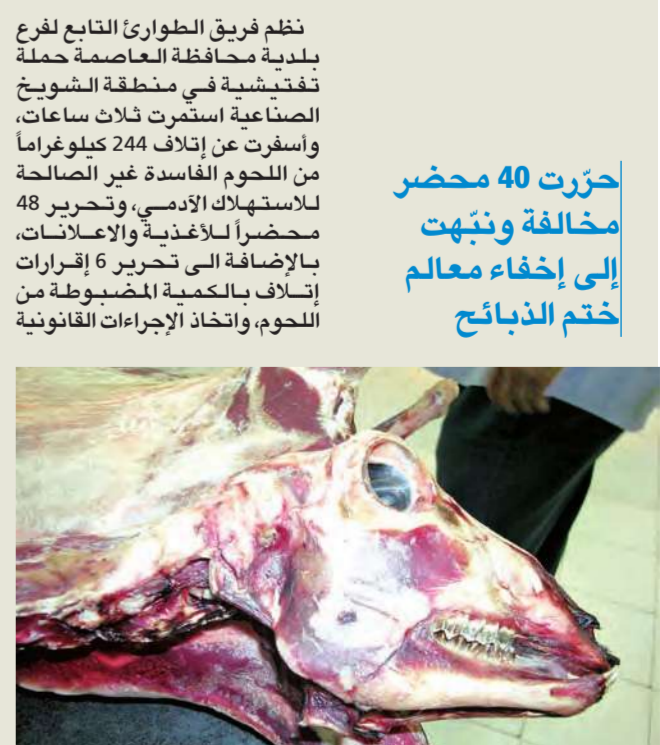 نظم فريق الطوارئ التابع لفرع
بلدية محافظة العاصمة حملة
تفتيشية في منطقة الشويخ
الصناعية استمرت ثلاث ساعات،
وأسفرت عن إتلاف 244 كيلوغراماً
من اللحوم الفاسدة غير الصالحة
للاستهلاك الآدمي، وتحرير 48
محضراً للأغذية والاعلانات،
بالإضافة الى تحرير 6 إقرارات
إتلاف بالكمية المضبوطة من
اللحوم، واتخاذ الإجراءات القانونية
حرّرت 40 محضر
مخالفة ونبّهت
إلى إخفاء معالم
ختم الذبائح